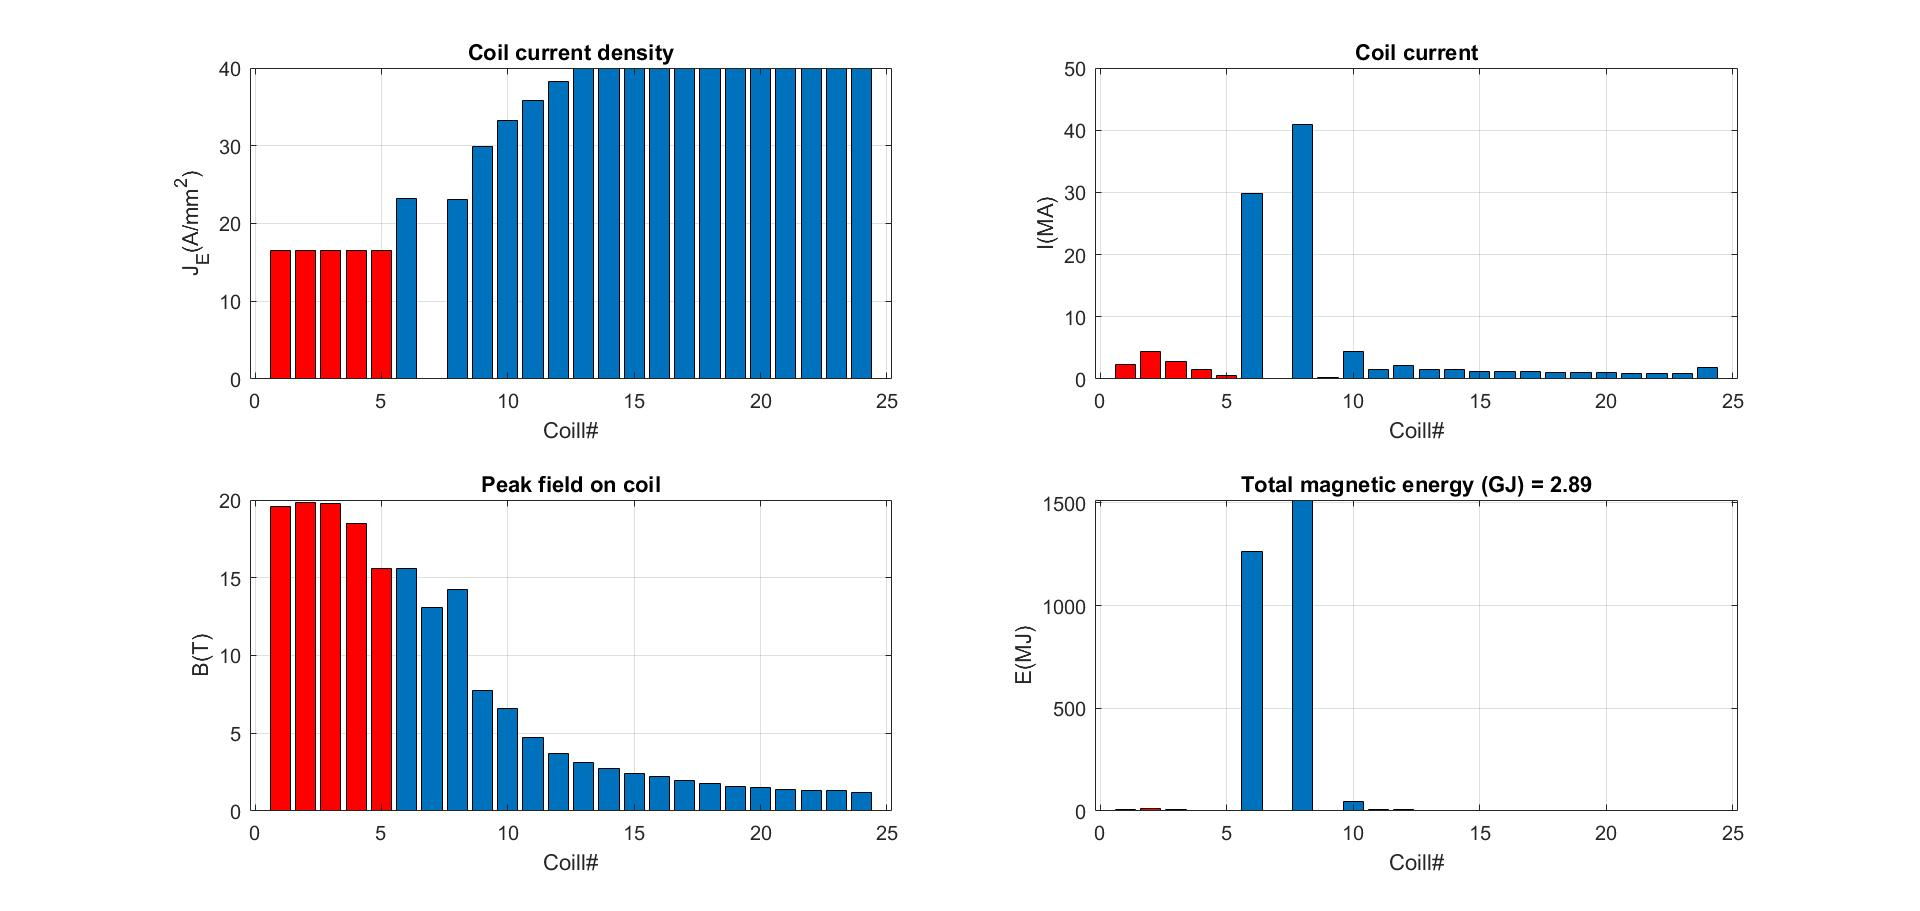 Coil current density
40
30
20
10
0
J_E(A/mm^2)
0 5 10 15 20 25
Coill#
Coil current
50
40
30
20
10
0
I(MA)
0 5 10 15 20 25
Coill#
Peak field on coil
20
15
10
5
0
B(T)
0 5 10 15 20 25
Coill#
Total magnetic energy (GJ) = 2.89
1500
1000
500
0
E(MJ)
0 5 10 15 20 25
Coill#